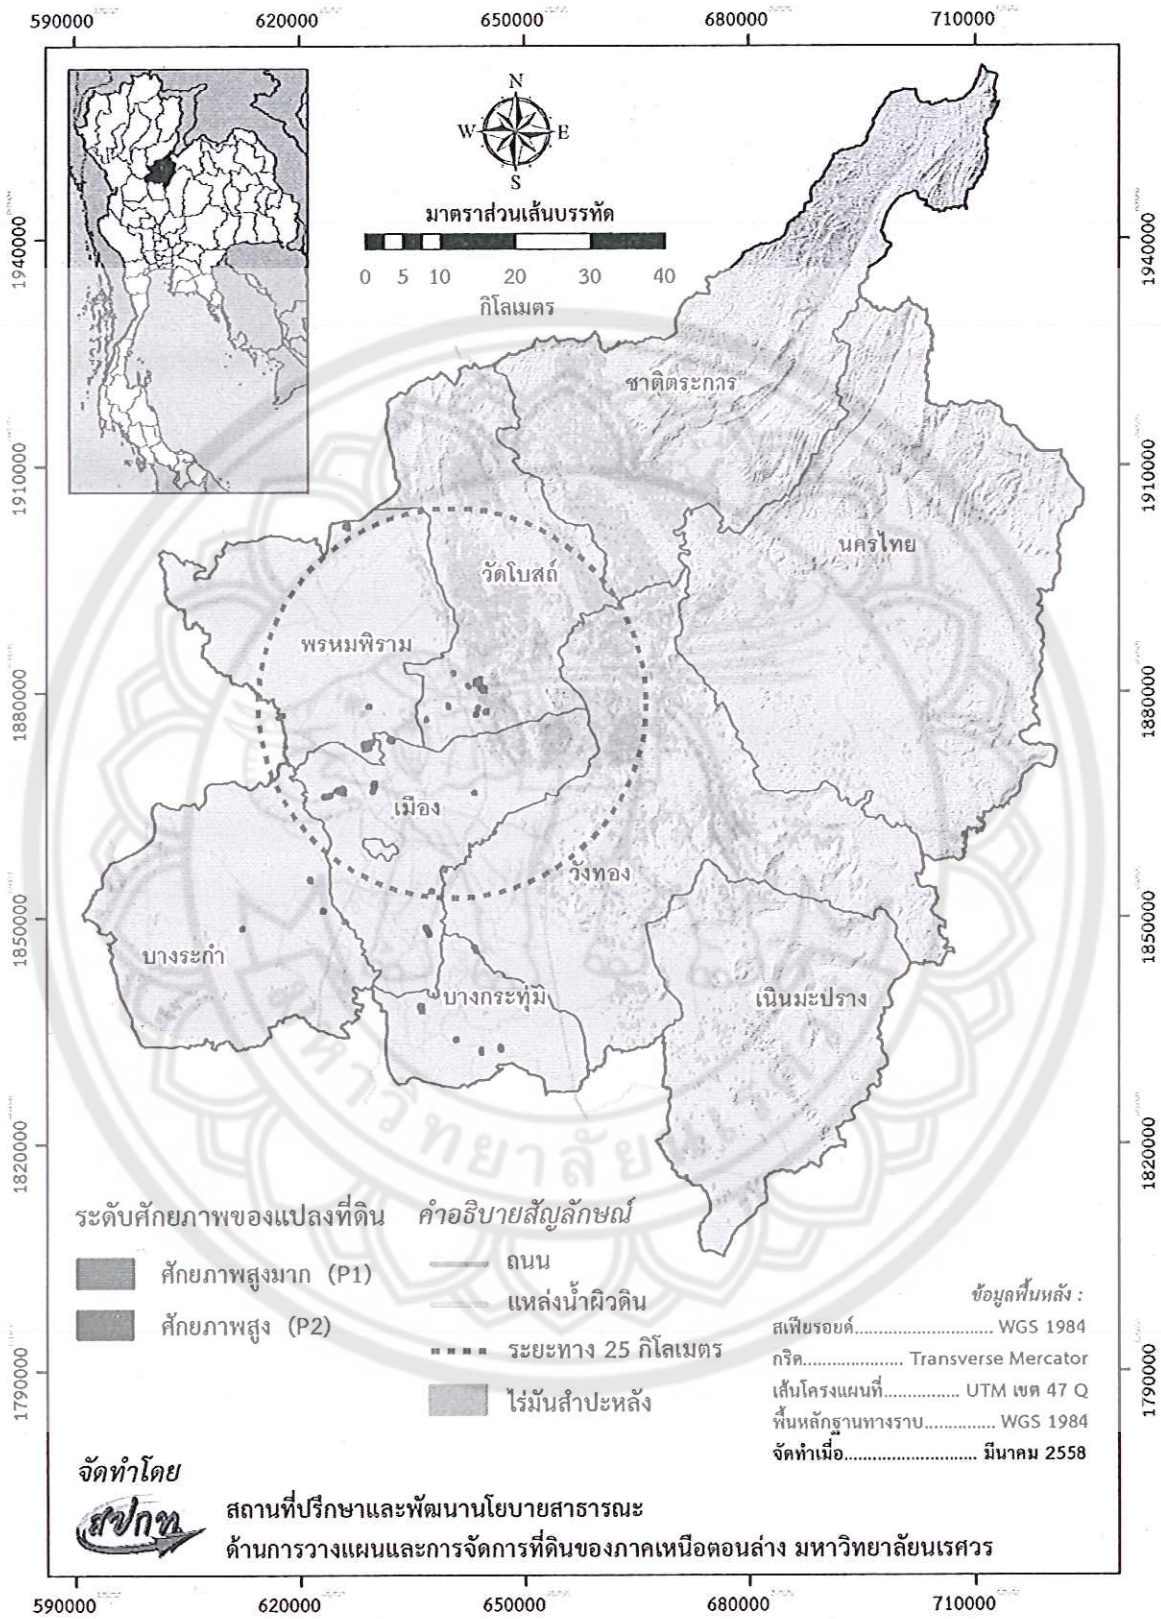 590000 620000 650000 680000 710000
N
W E
S
มาตราส่วนเส้นบรรทัด
0 5 10 20 30 40
กิโลเมตร
1940000 1940000
ชาติตระการ
1910000 1910000
นครไทย
วัดโบสถ์
พรหมพิราม
1880000 1880000
เมือง
วังทอง
1850000 1850000
บางระกำ
บางกระทุ่ม
เนินมะปราง
มหาวิทยาลัยนเรศวร
1820000 1820000
ระดับศักยภาพของแปลงที่ดิน
ศักยภาพสูงมาก (P1)
ศักยภาพสูง (P2)
คำอธิบายสัญลักษณ์
ถนน
แหล่งน้ำผิวดิน
ระยะทาง 25 กิโลเมตร
ไร่มันสำปะหลัง
ข้อมูลพื้นหลัง :
สเฟียรอยด์.................................. WGS 1984
กริด..................... Transverse Mercator
เส้นโครงแผนที่................ UTM เขต 47 Q
พื้นหลักฐานทางราบ............... WGS 1984
จัดทำเมื่อ............................ มีนาคม 2558
1790000 1790000
จัดทำโดย
สปกท
สถานที่ปรึกษาและพัฒนานโยบายสาธารณะ
ด้านการวางแผนและการจัดการที่ดินของภาคเหนือตอนล่าง มหาวิทยาลัยนเรศวร
590000 620000 650000 680000 710000